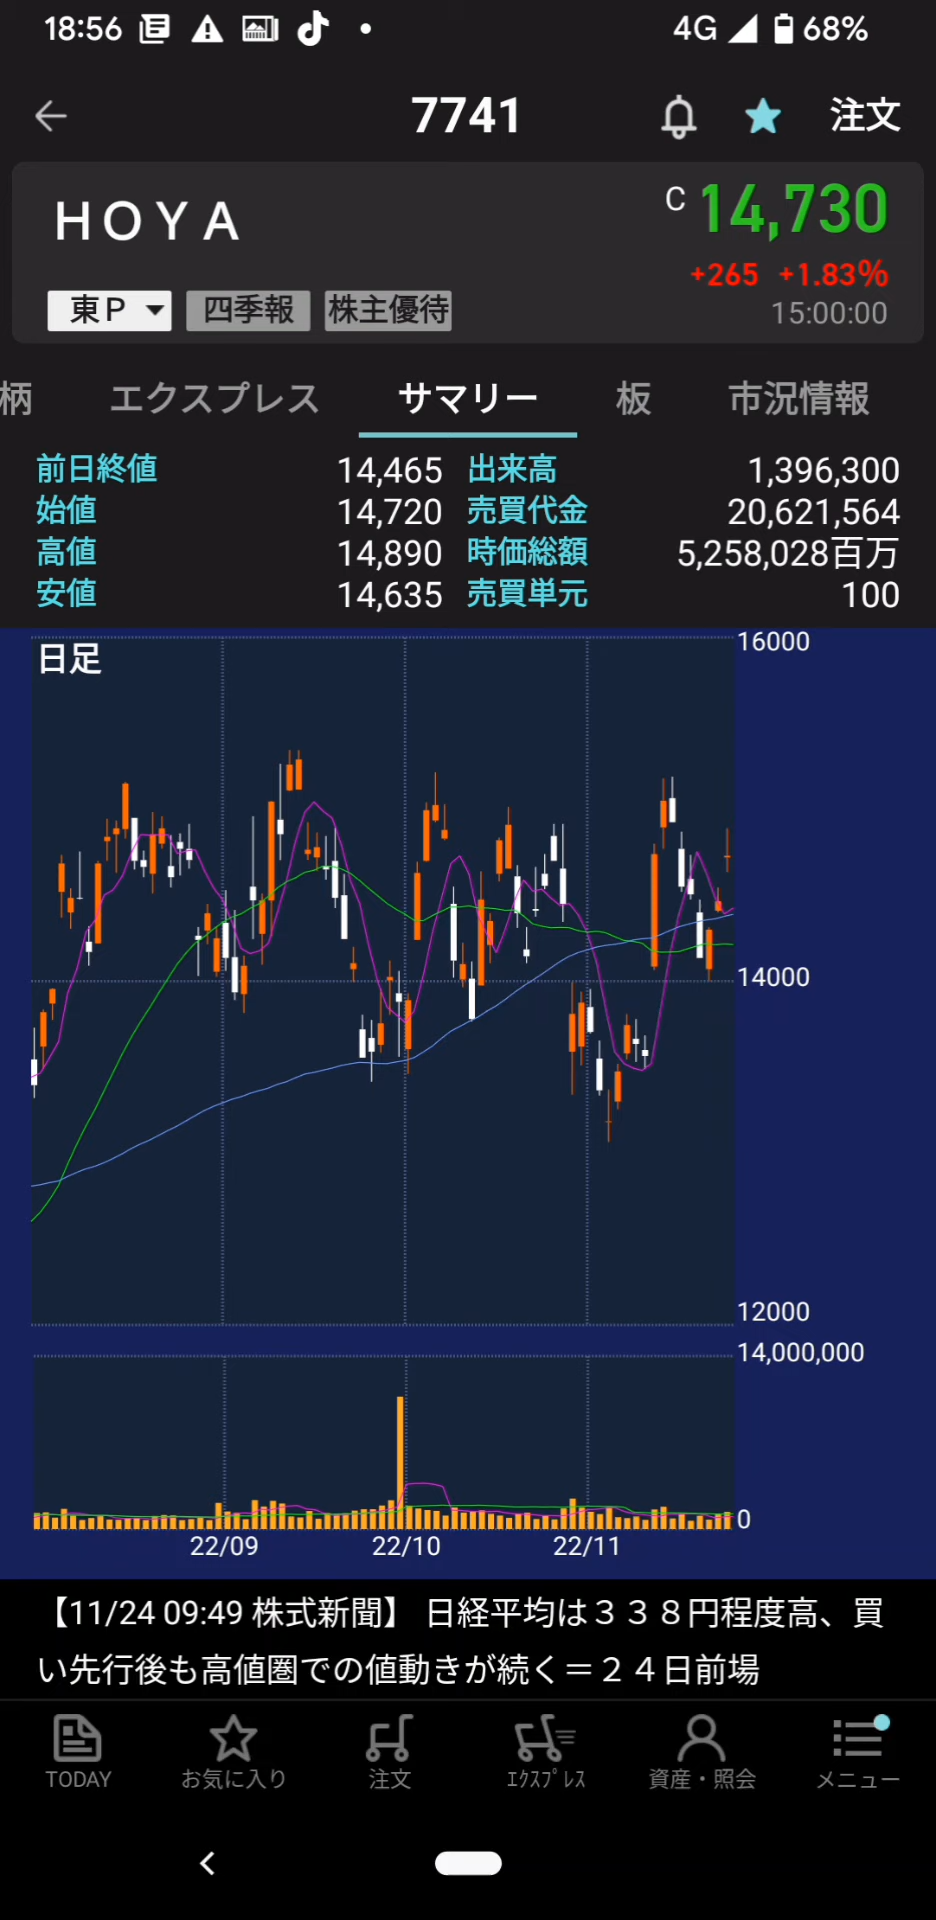 18:56 4G 68%
7741 注文
ＨＯＹＡ C 14,730
+265 +1.83%
東Ｐ 四季報 株主優待 15:00:00
柄 エクスプレス サマリー 板 市況情報
前日終値 14,465 出来高 1,396,300
始値 14,720 売買代金 20,621,564
高値 14,890 時価総額 5,258,028百万
安値 14,635 売買単元 100
日足
16000
14000
12000
14,000,000
0
22/09 22/10 22/11
【11/24 09:49 株式新聞】 日経平均は３３８円程度高、買
い先行後も高値圏での値動きが続く＝２４日前場
TODAY お気に入り 注文 ｴｸｽﾌﾟﾚｽ 資産・照会 メニュー